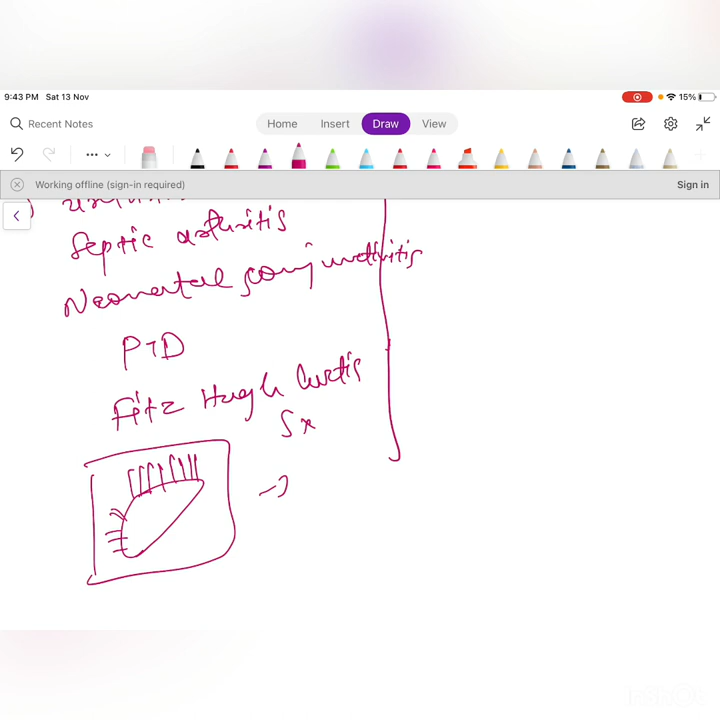 9:43 PM Sat 13 Nov
15%
Recent Notes
Home Insert Draw View
Working offline (sign-in required)
Sign in
Septic arthritis
Neonatal conjunctivitis
PID
Fitz Hugh Curtis
Sx